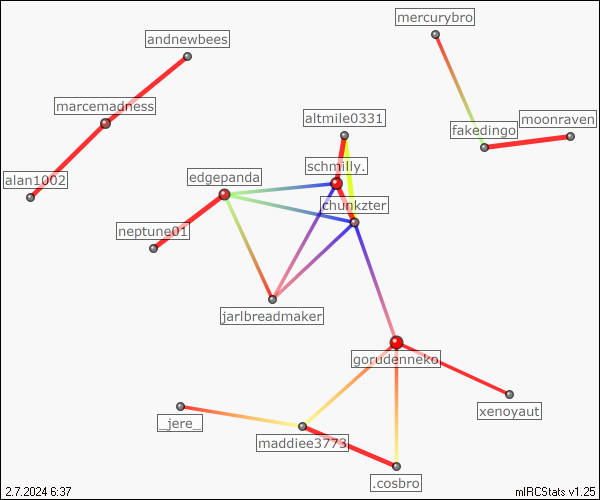 mercurybro
andnewbees
marcemadness
altmile0331
moonraven
fakedingo
schmilly.
alan1002
edgepanda
chunkzter
neptune01
jarlbreadmaker
gorudenneko
xenoyaut
_jere_
maddiee3773
.cosbro
2.7.2024 6:37
mIRCStats v1.25